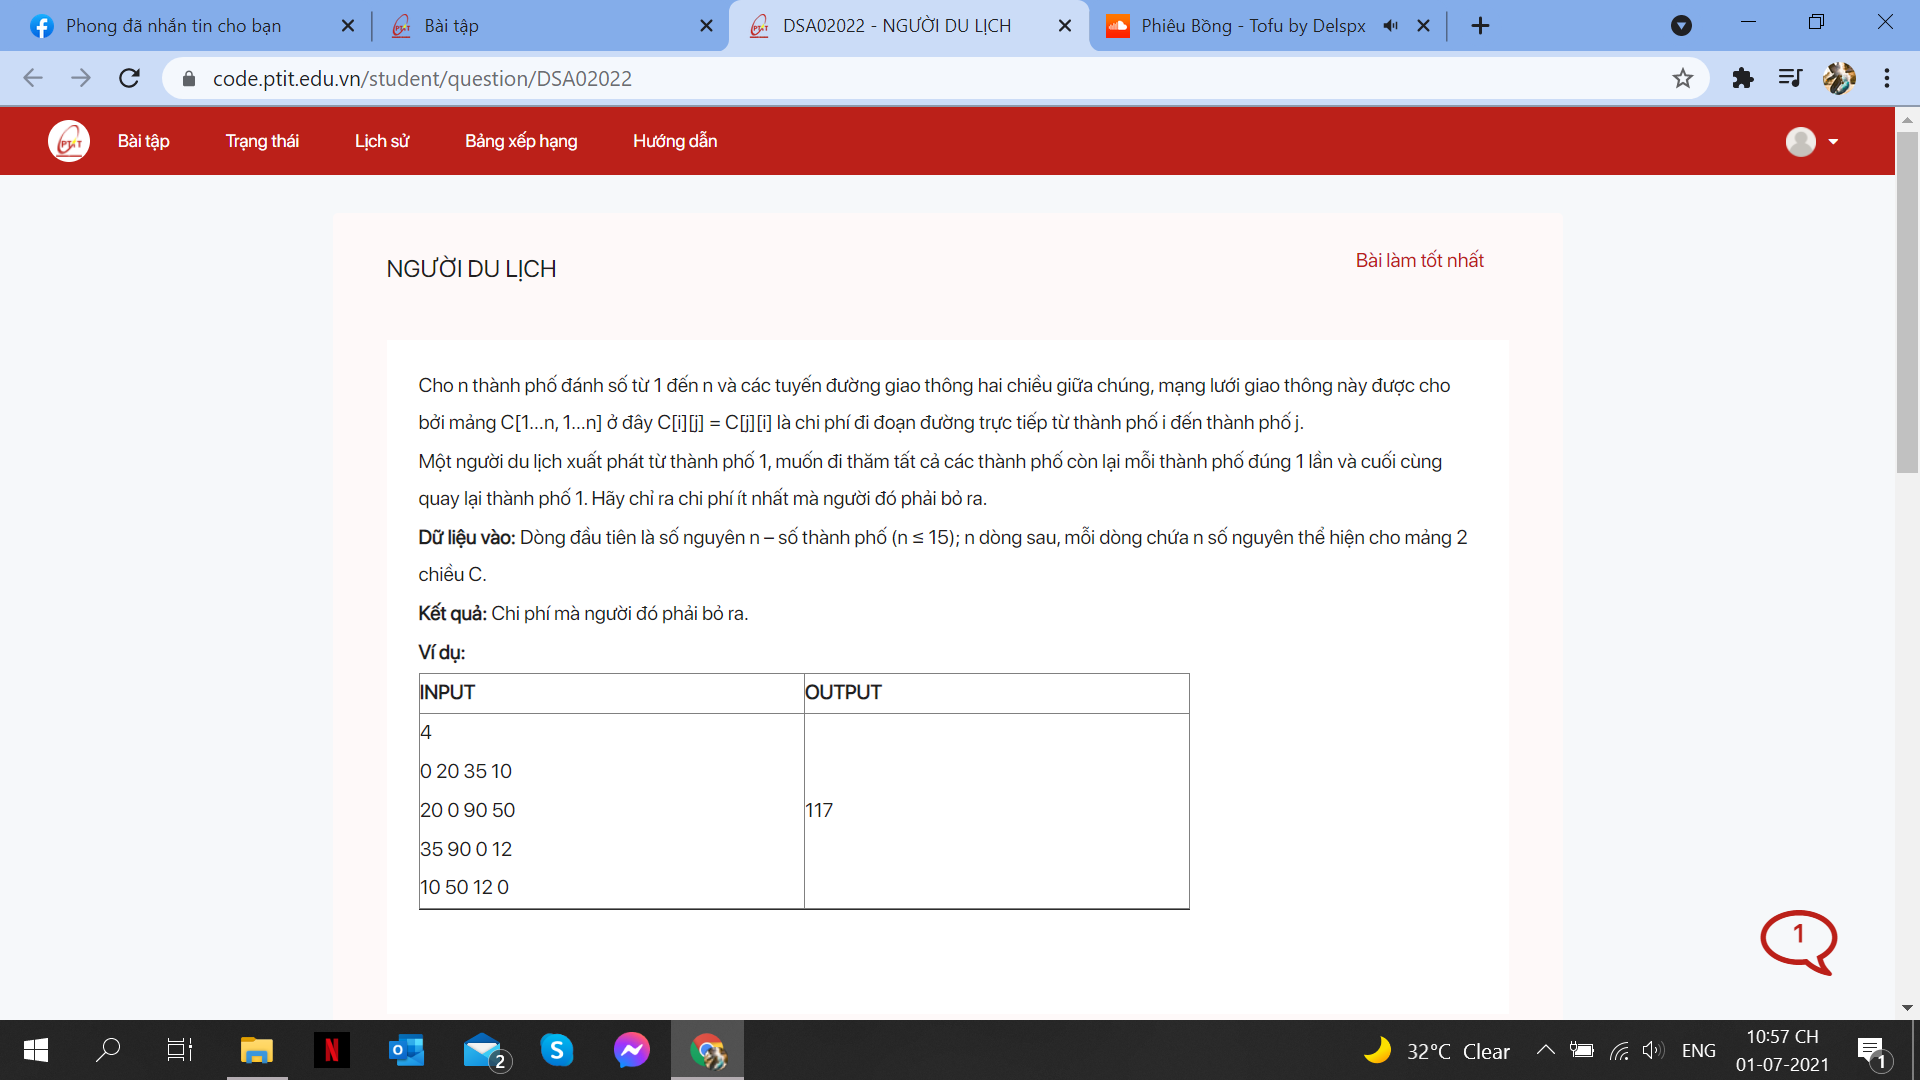 Phong đã nhắn tin cho bạn
Bài tập
DSA02022 - NGƯỜI DU LỊCH
Phiêu Bồng - Tofu by Delspx
code.ptit.edu.vn/student/question/DSA02022
Bài tập
Trạng thái
Lịch sử
Bảng xếp hạng
Hướng dẫn
NGƯỜI DU LỊCH
Bài làm tốt nhất
Cho n thành phố đánh số từ 1 đến n và các tuyến đường giao thông hai chiều giữa chúng, mạng lưới giao thông này được cho
bởi mảng C[1…n, 1…n] ở đây C[i][j] = C[j][i] là chi phí đi đoạn đường trực tiếp từ thành phố i đến thành phố j.
Một người du lịch xuất phát từ thành phố 1, muốn đi thăm tất cả các thành phố còn lại mỗi thành phố đúng 1 lần và cuối cùng
quay lại thành phố 1. Hãy chỉ ra chi phí ít nhất mà người đó phải bỏ ra.
Dữ liệu vào: Dòng đầu tiên là số nguyên n – số thành phố (n ≤ 15); n dòng sau, mỗi dòng chứa n số nguyên thể hiện cho mảng 2
chiều C.
Kết quả: Chi phí mà người đó phải bỏ ra.
Ví dụ:
INPUT
OUTPUT
4
0 20 35 10
20 0 90 50
35 90 0 12
10 50 12 0
117
1
2
32°C Clear
ENG
10:57 CH
01-07-2021
1